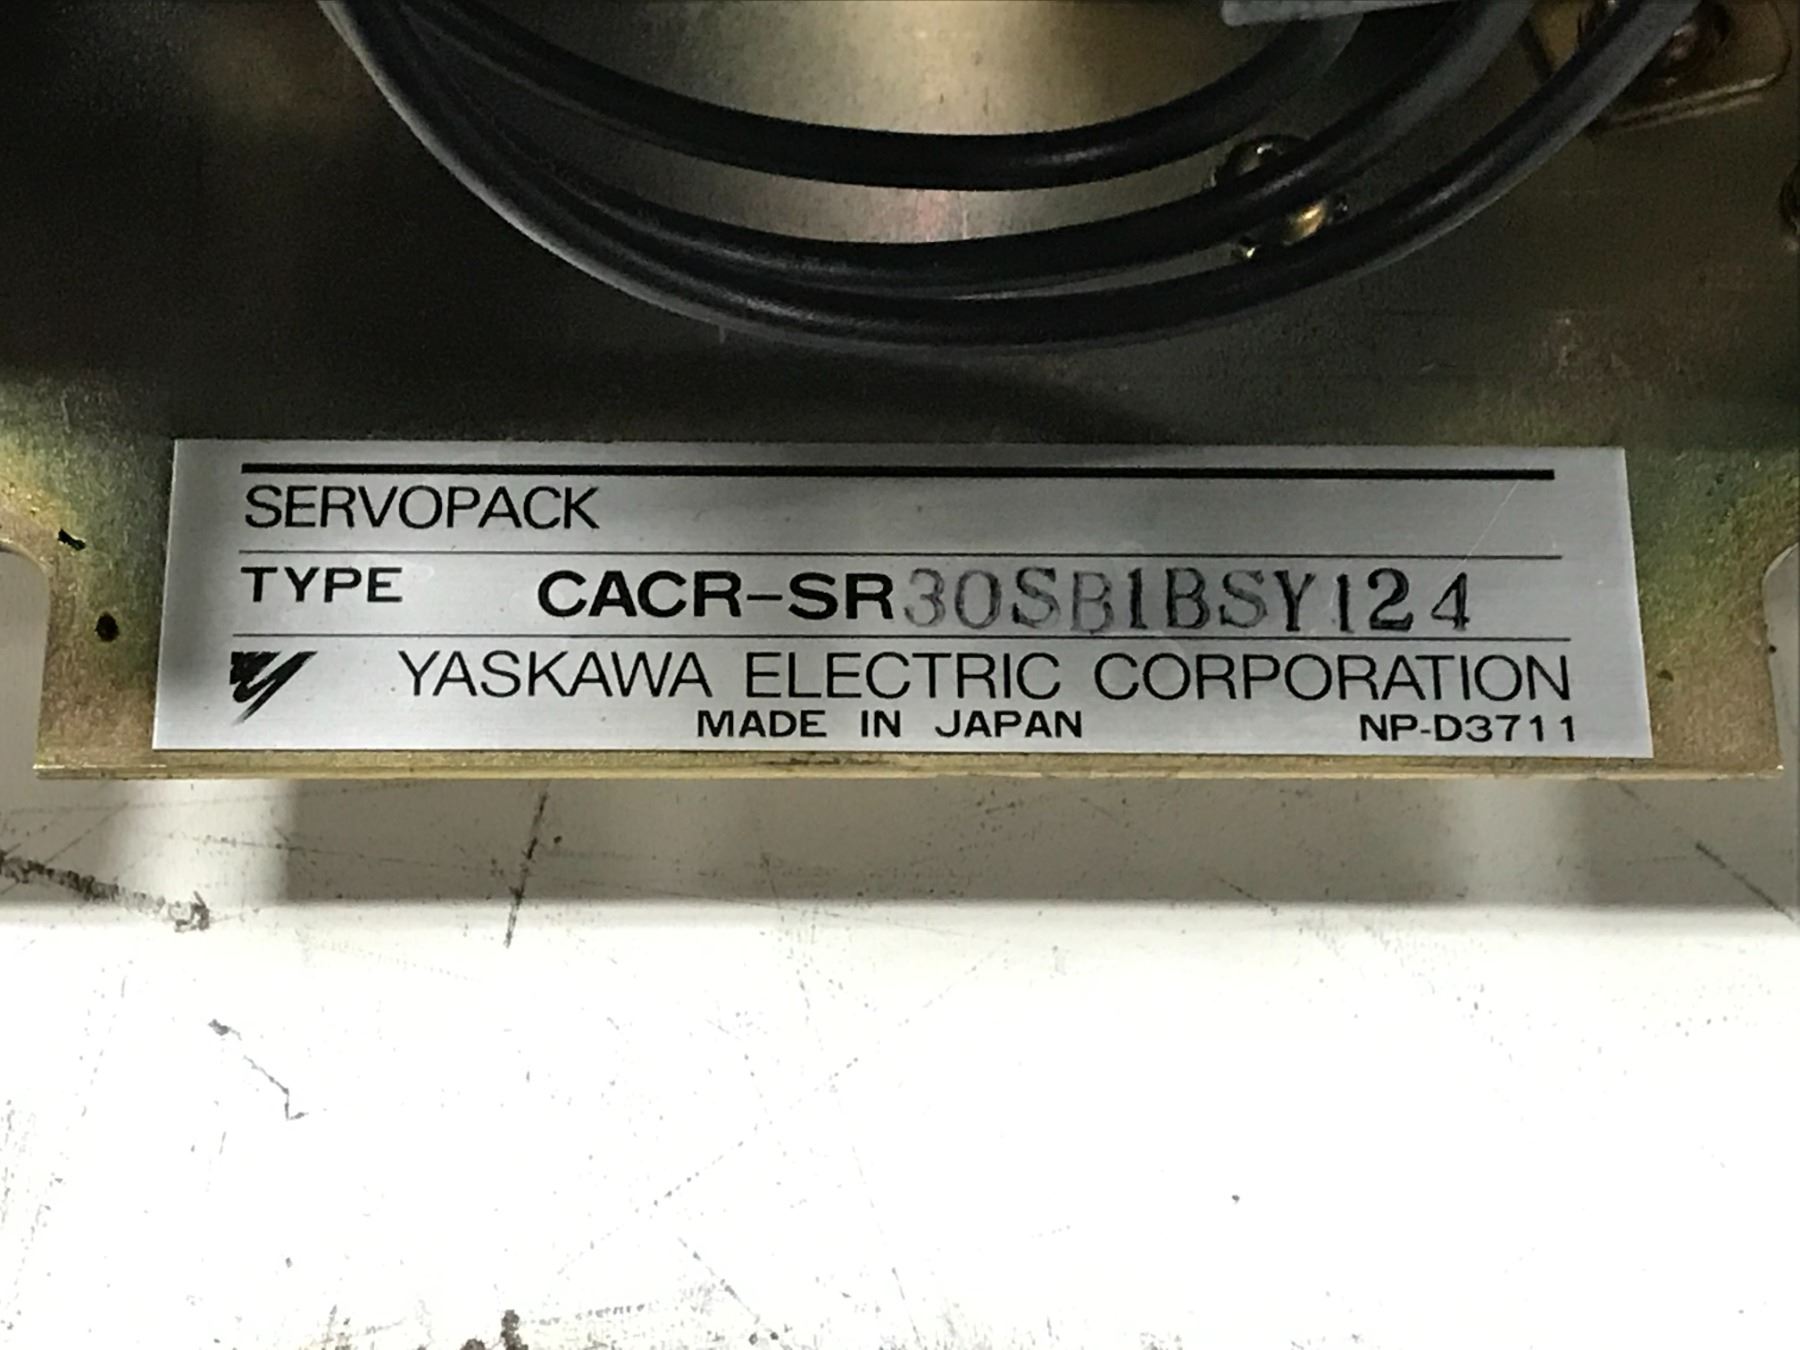 SERVOPACK
TYPE CACR-SR30SB1BSY124
YASKAWA ELECTRIC CORPORATION
MADE IN JAPAN NP-D3711